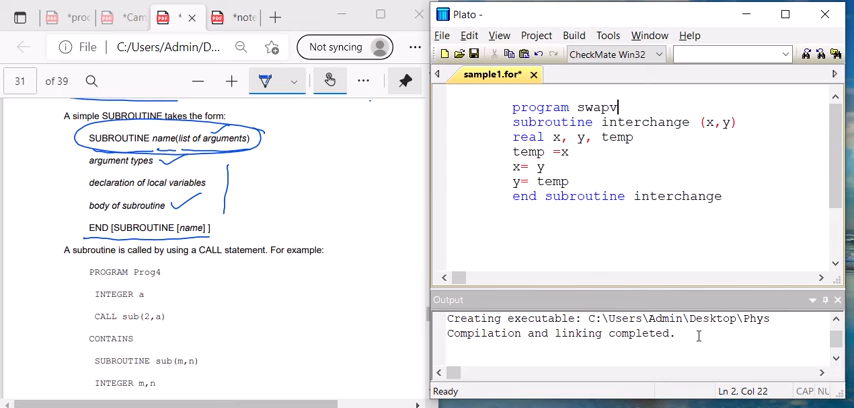 *proc
*Cam
*
*note
File
C:/Users/Admin/D...
Not syncing
31 of 39
A simple SUBROUTINE takes the form:
SUBROUTINE name(list of arguments)
argument types
declaration of local variables
body of subroutine
END [SUBROUTINE [name] ]
A subroutine is called by using a CALL statement. For example:
PROGRAM Prog4
INTEGER a
CALL sub(2,a)
CONTAINS
SUBROUTINE sub(m,n)
INTEGER m,n
Plato -
File Edit View Project Build Tools Window Help
CheckMate Win32
sample1.for*
program swapv
subroutine interchange (x,y)
real x, y, temp
temp =x
x= y
y= temp
end subroutine interchange
Output
Creating executable: C:\Users\Admin\Desktop\Phys
Compilation and linking completed.
Ready
Ln 2, Col 22
CAP
NU